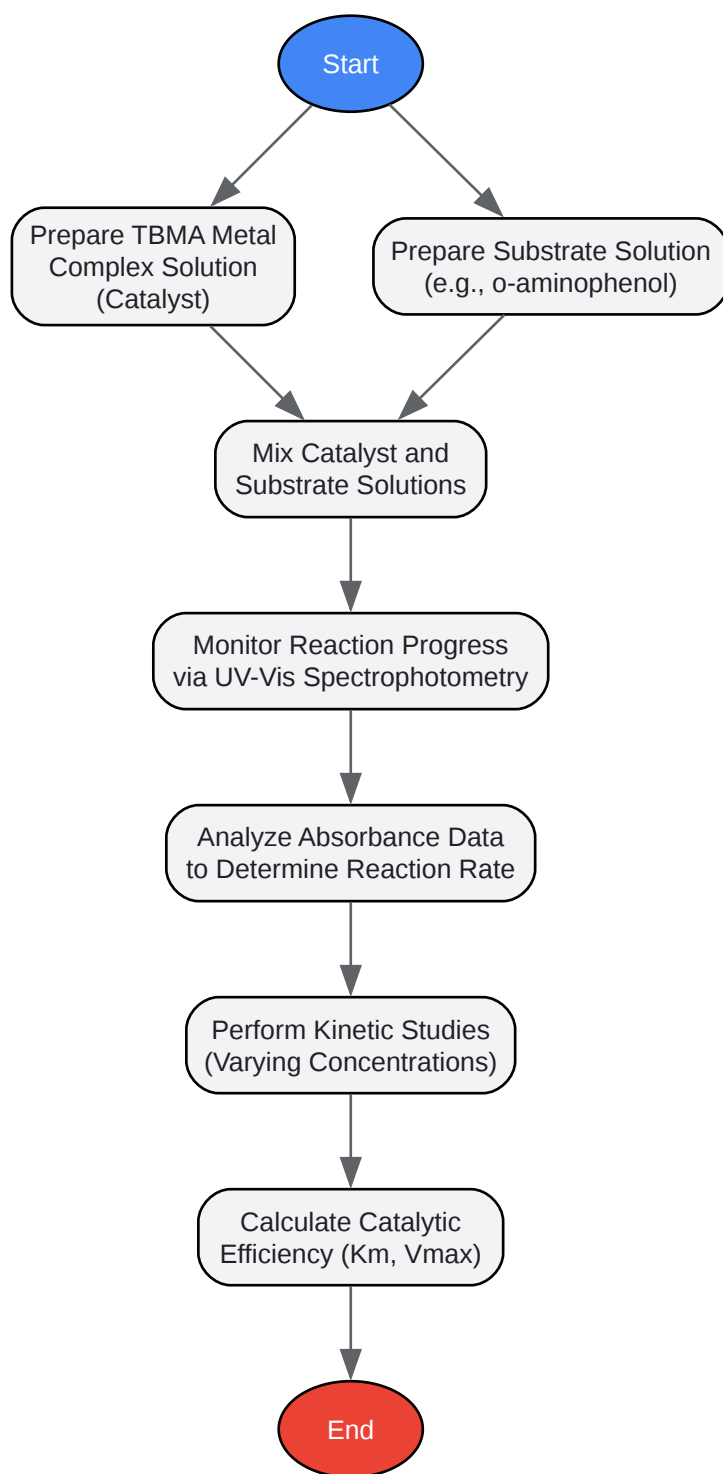 Start
Prepare TBMA Metal
Complex Solution
(Catalyst)
Prepare Substrate Solution
(e.g., o-aminophenol)
Mix Catalyst and
Substrate Solutions
Monitor Reaction Progress
via UV-Vis Spectrophotometry
Analyze Absorbance Data
to Determine Reaction Rate
Perform Kinetic Studies
(Varying Concentrations)
Calculate Catalytic
Efficiency (Km, Vmax)
End